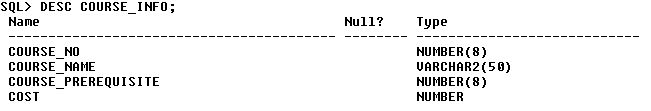 SQL> DESC COURSE_INFO;
Name Null? Type
----------------------------------------- -------- ----------------------------
COURSE_NO NUMBER(8)
COURSE_NAME VARCHAR2(50)
COURSE_PREREQUISITE NUMBER(8)
COST NUMBER